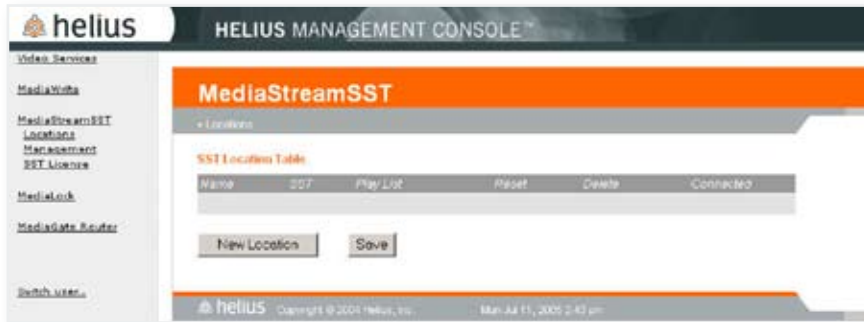 helius
HELIUS MANAGEMENT CONSOLE™
Video Services
MediaWrite
MediaStreamSST
Locations
Management
SST License
MediaLock
MediaGate Router
Switch user...
MediaStreamSST
• Locations
SST Location Table
Name SST Play List Reset Delete Connected
New Location Save
helius Copyright © 2004 Helius, Inc. Mon Jul 11, 2005 2:43 pm